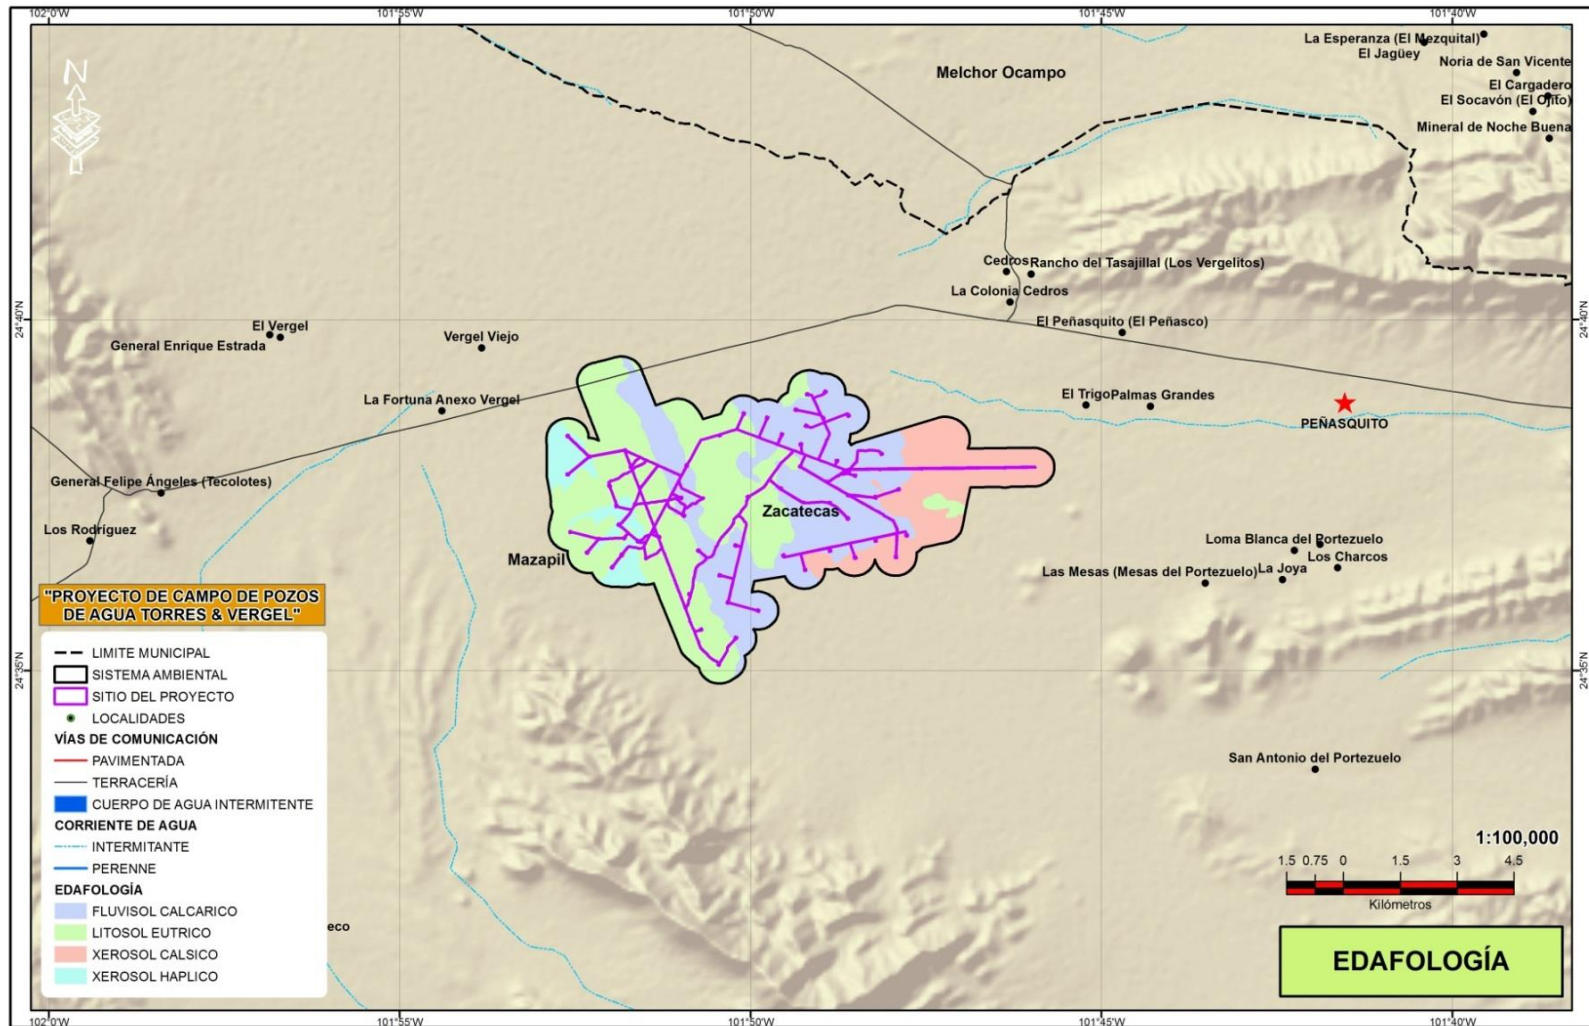 102°0'W
101°55'W
101°50'W
101°45'W
101°40'W
N
Melchor Ocampo
La Esperanza (El Mezquital)
El Jagüey
Noria de San Vicente
El Cargadero
El Socavón (El Ojito)
Mineral de Noche Buena
Cedros
Rancho del Tasajillal (Los Vergelitos)
La Colonia Cedros
24°40'N
24°40'N
El Vergel
General Enrique Estrada
Vergel Viejo
El Peñasquito (El Peñasco)
La Fortuna Anexo Vergel
El Trigo
Palmas Grandes
PEÑASQUITO
General Felipe Ángeles (Tecolotes)
Los Rodríguez
Zacatecas
Mazapil
Loma Blanca del Portezuelo
Los Charcos
La Joya
Las Mesas (Mesas del Portezuelo)
"PROYECTO DE CAMPO DE POZOS
DE AGUA TORRES & VERGEL"
LIMITE MUNICIPAL
SISTEMA AMBIENTAL
SITIO DEL PROYECTO
LOCALIDADES
VÍAS DE COMUNICACIÓN
PAVIMENTADA
TERRACERÍA
CUERPO DE AGUA INTERMITENTE
CORRIENTE DE AGUA
INTERMITANTE
PERENNE
EDAFOLOGÍA
FLUVISOL CALCARICO
LITOSOL EUTRICO
XEROSOL CALSICO
XEROSOL HAPLICO
eco
24°35'N
24°35'N
San Antonio del Portezuelo
1:100,000
1.5 0.75 0 1.5 3 4.5
Kilómetros
EDAFOLOGÍA
102°0'W
101°55'W
101°50'W
101°45'W
101°40'W